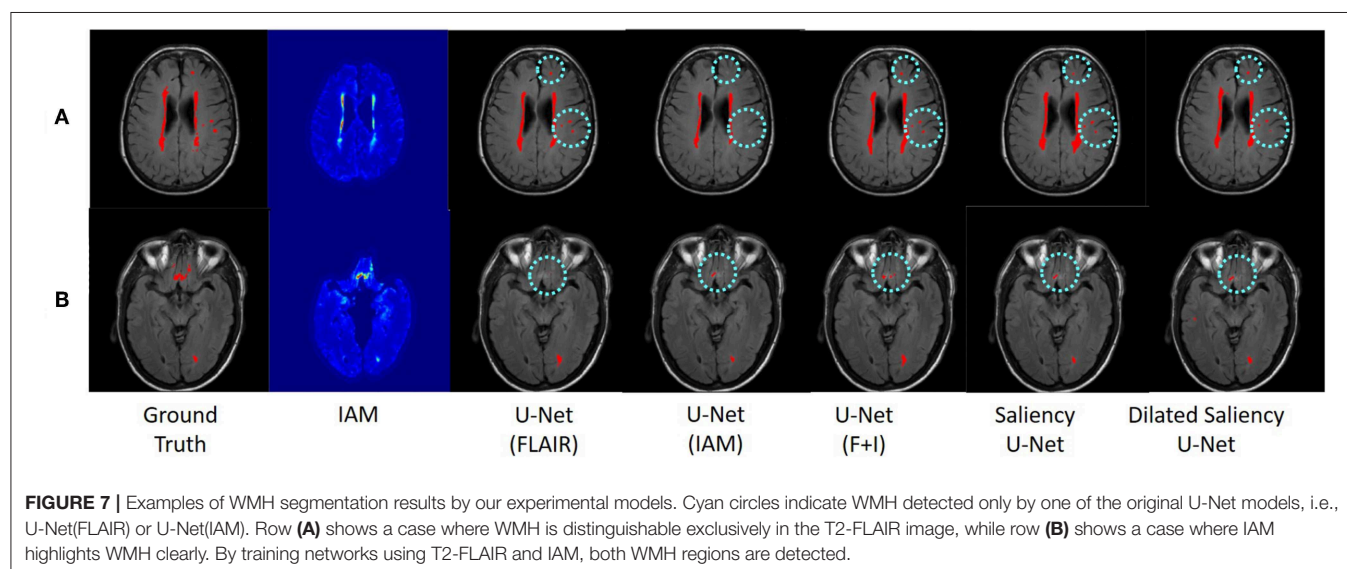 A
B
Ground Truth
IAM
U-Net (FLAIR)
U-Net (IAM)
U-Net (F+I)
Saliency U-Net
Dilated Saliency U-Net
FIGURE 7 | Examples of WMH segmentation results by our experimental models. Cyan circles indicate WMH detected only by one of the original U-Net models, i.e.,
U-Net(FLAIR) or U-Net(IAM). Row (A) shows a case where WMH is distinguishable exclusively in the T2-FLAIR image, while row (B) shows a case where IAM
highlights WMH clearly. By training networks using T2-FLAIR and IAM, both WMH regions are detected.